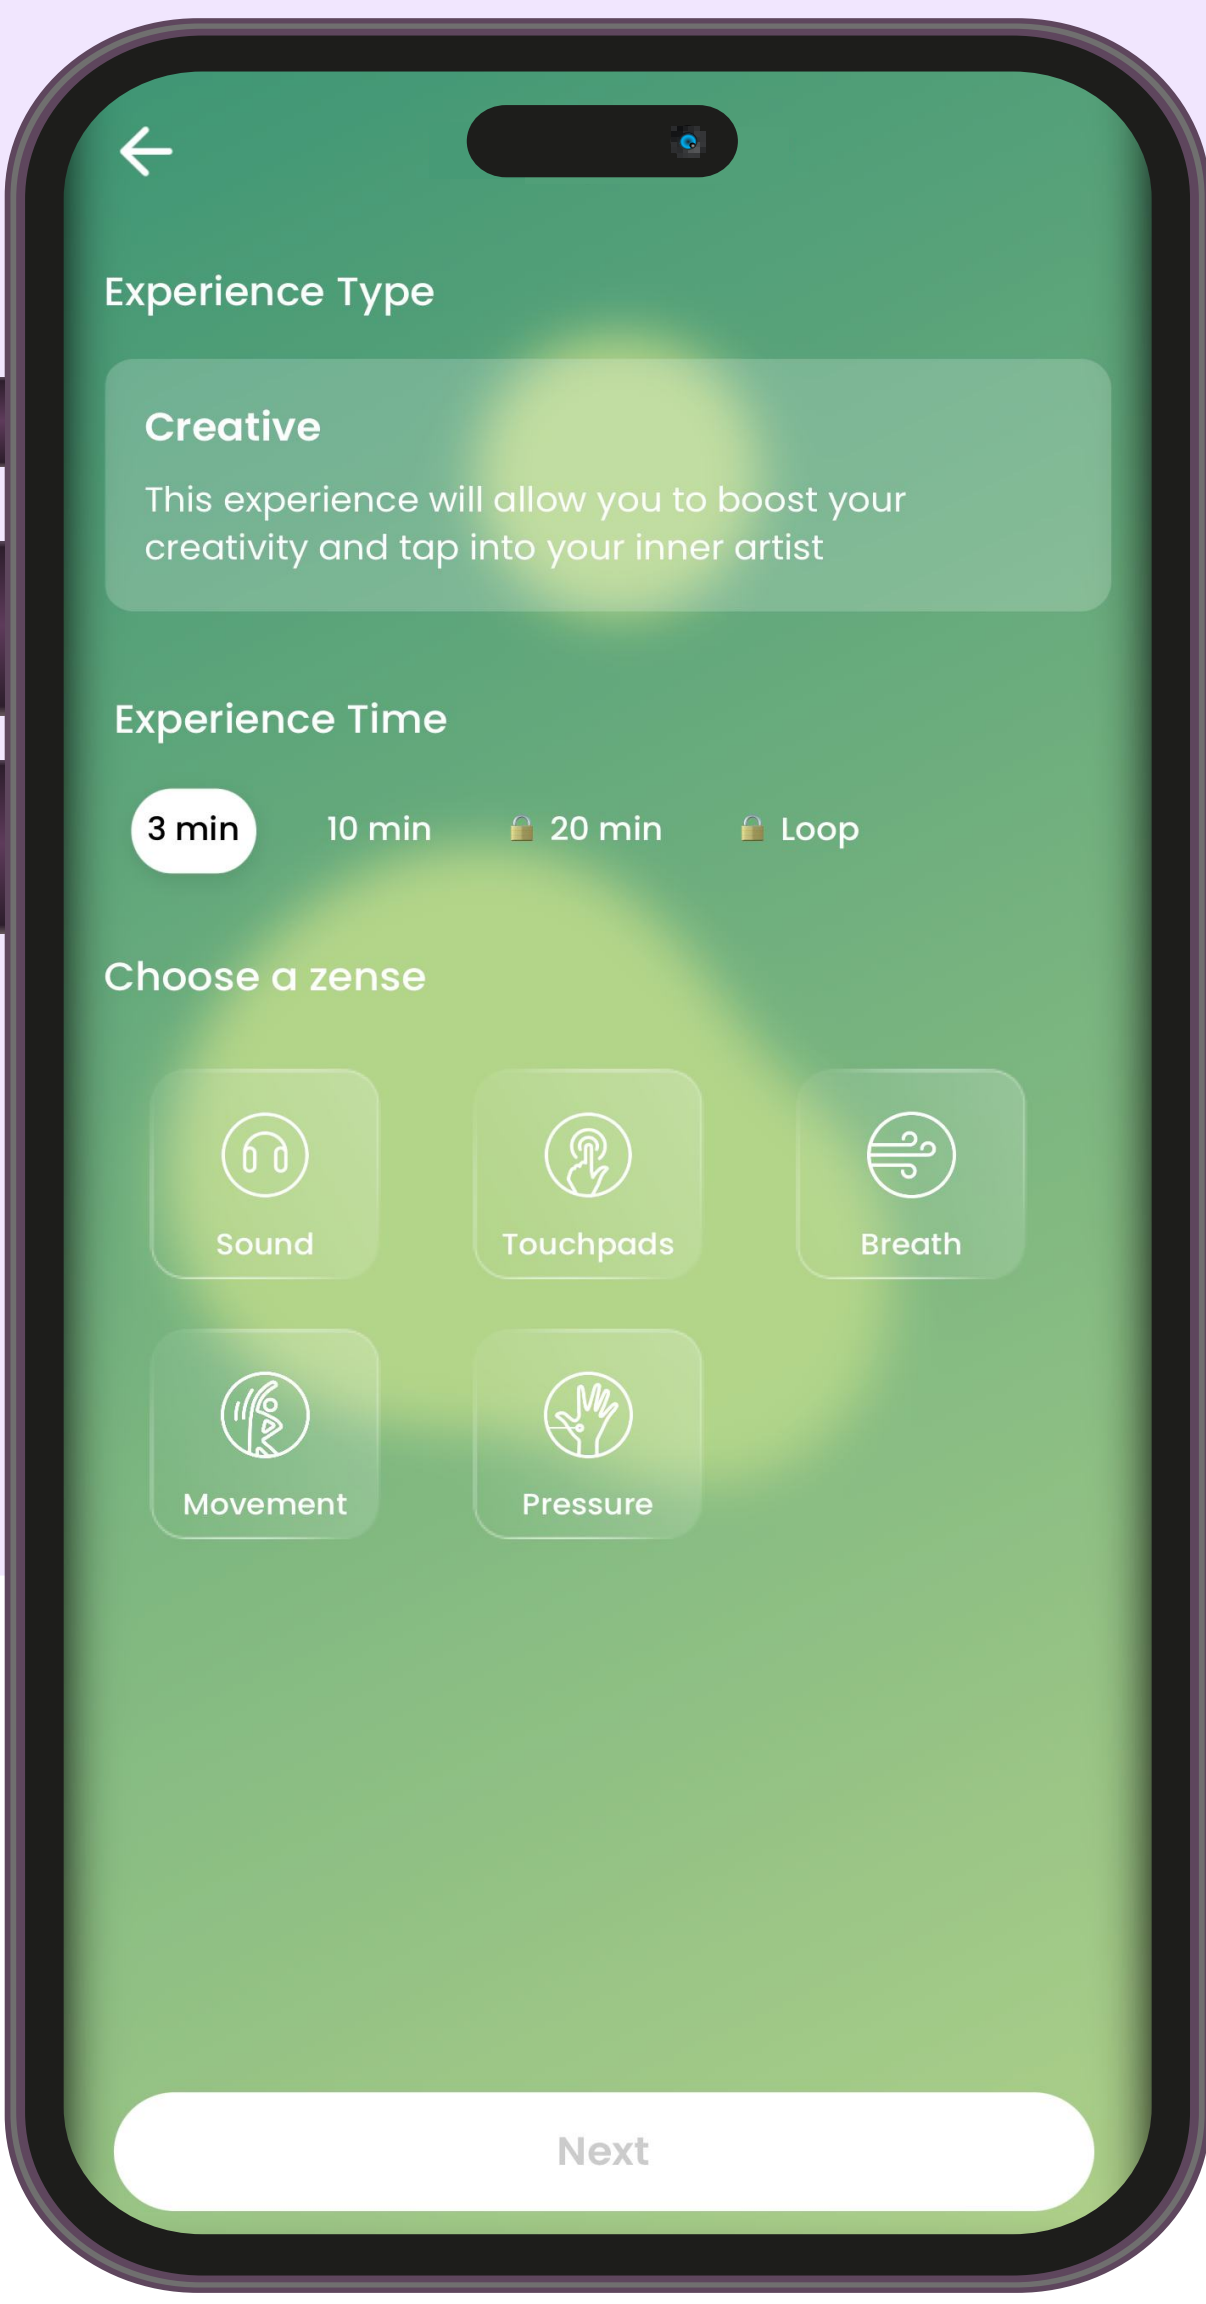 Experience Type
Creative
This experience will allow you to boost your
creativity and tap into your inner artist
Experience Time
3 min 10 min 🔒 20 min 🔒 Loop
Choose a zense
Sound Touchpads Breath
Movement Pressure
Next